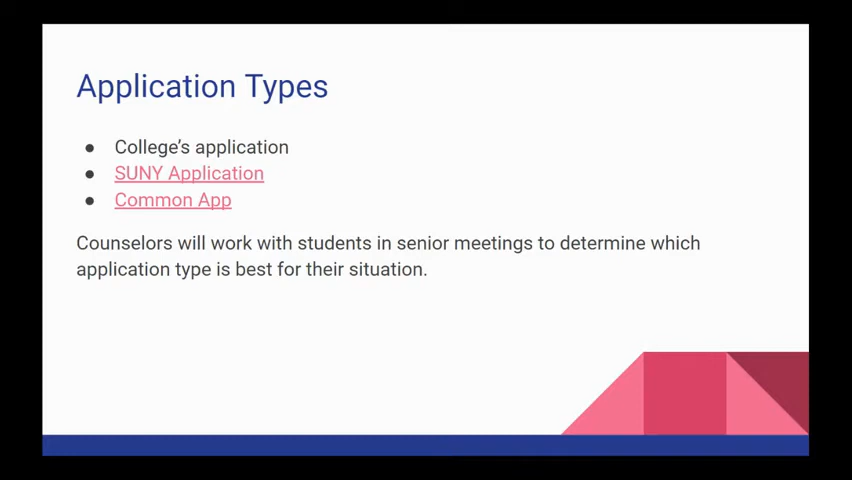 Application Types
● College’s application
● SUNY Application
● Common App
Counselors will work with students in senior meetings to determine which
application type is best for their situation.